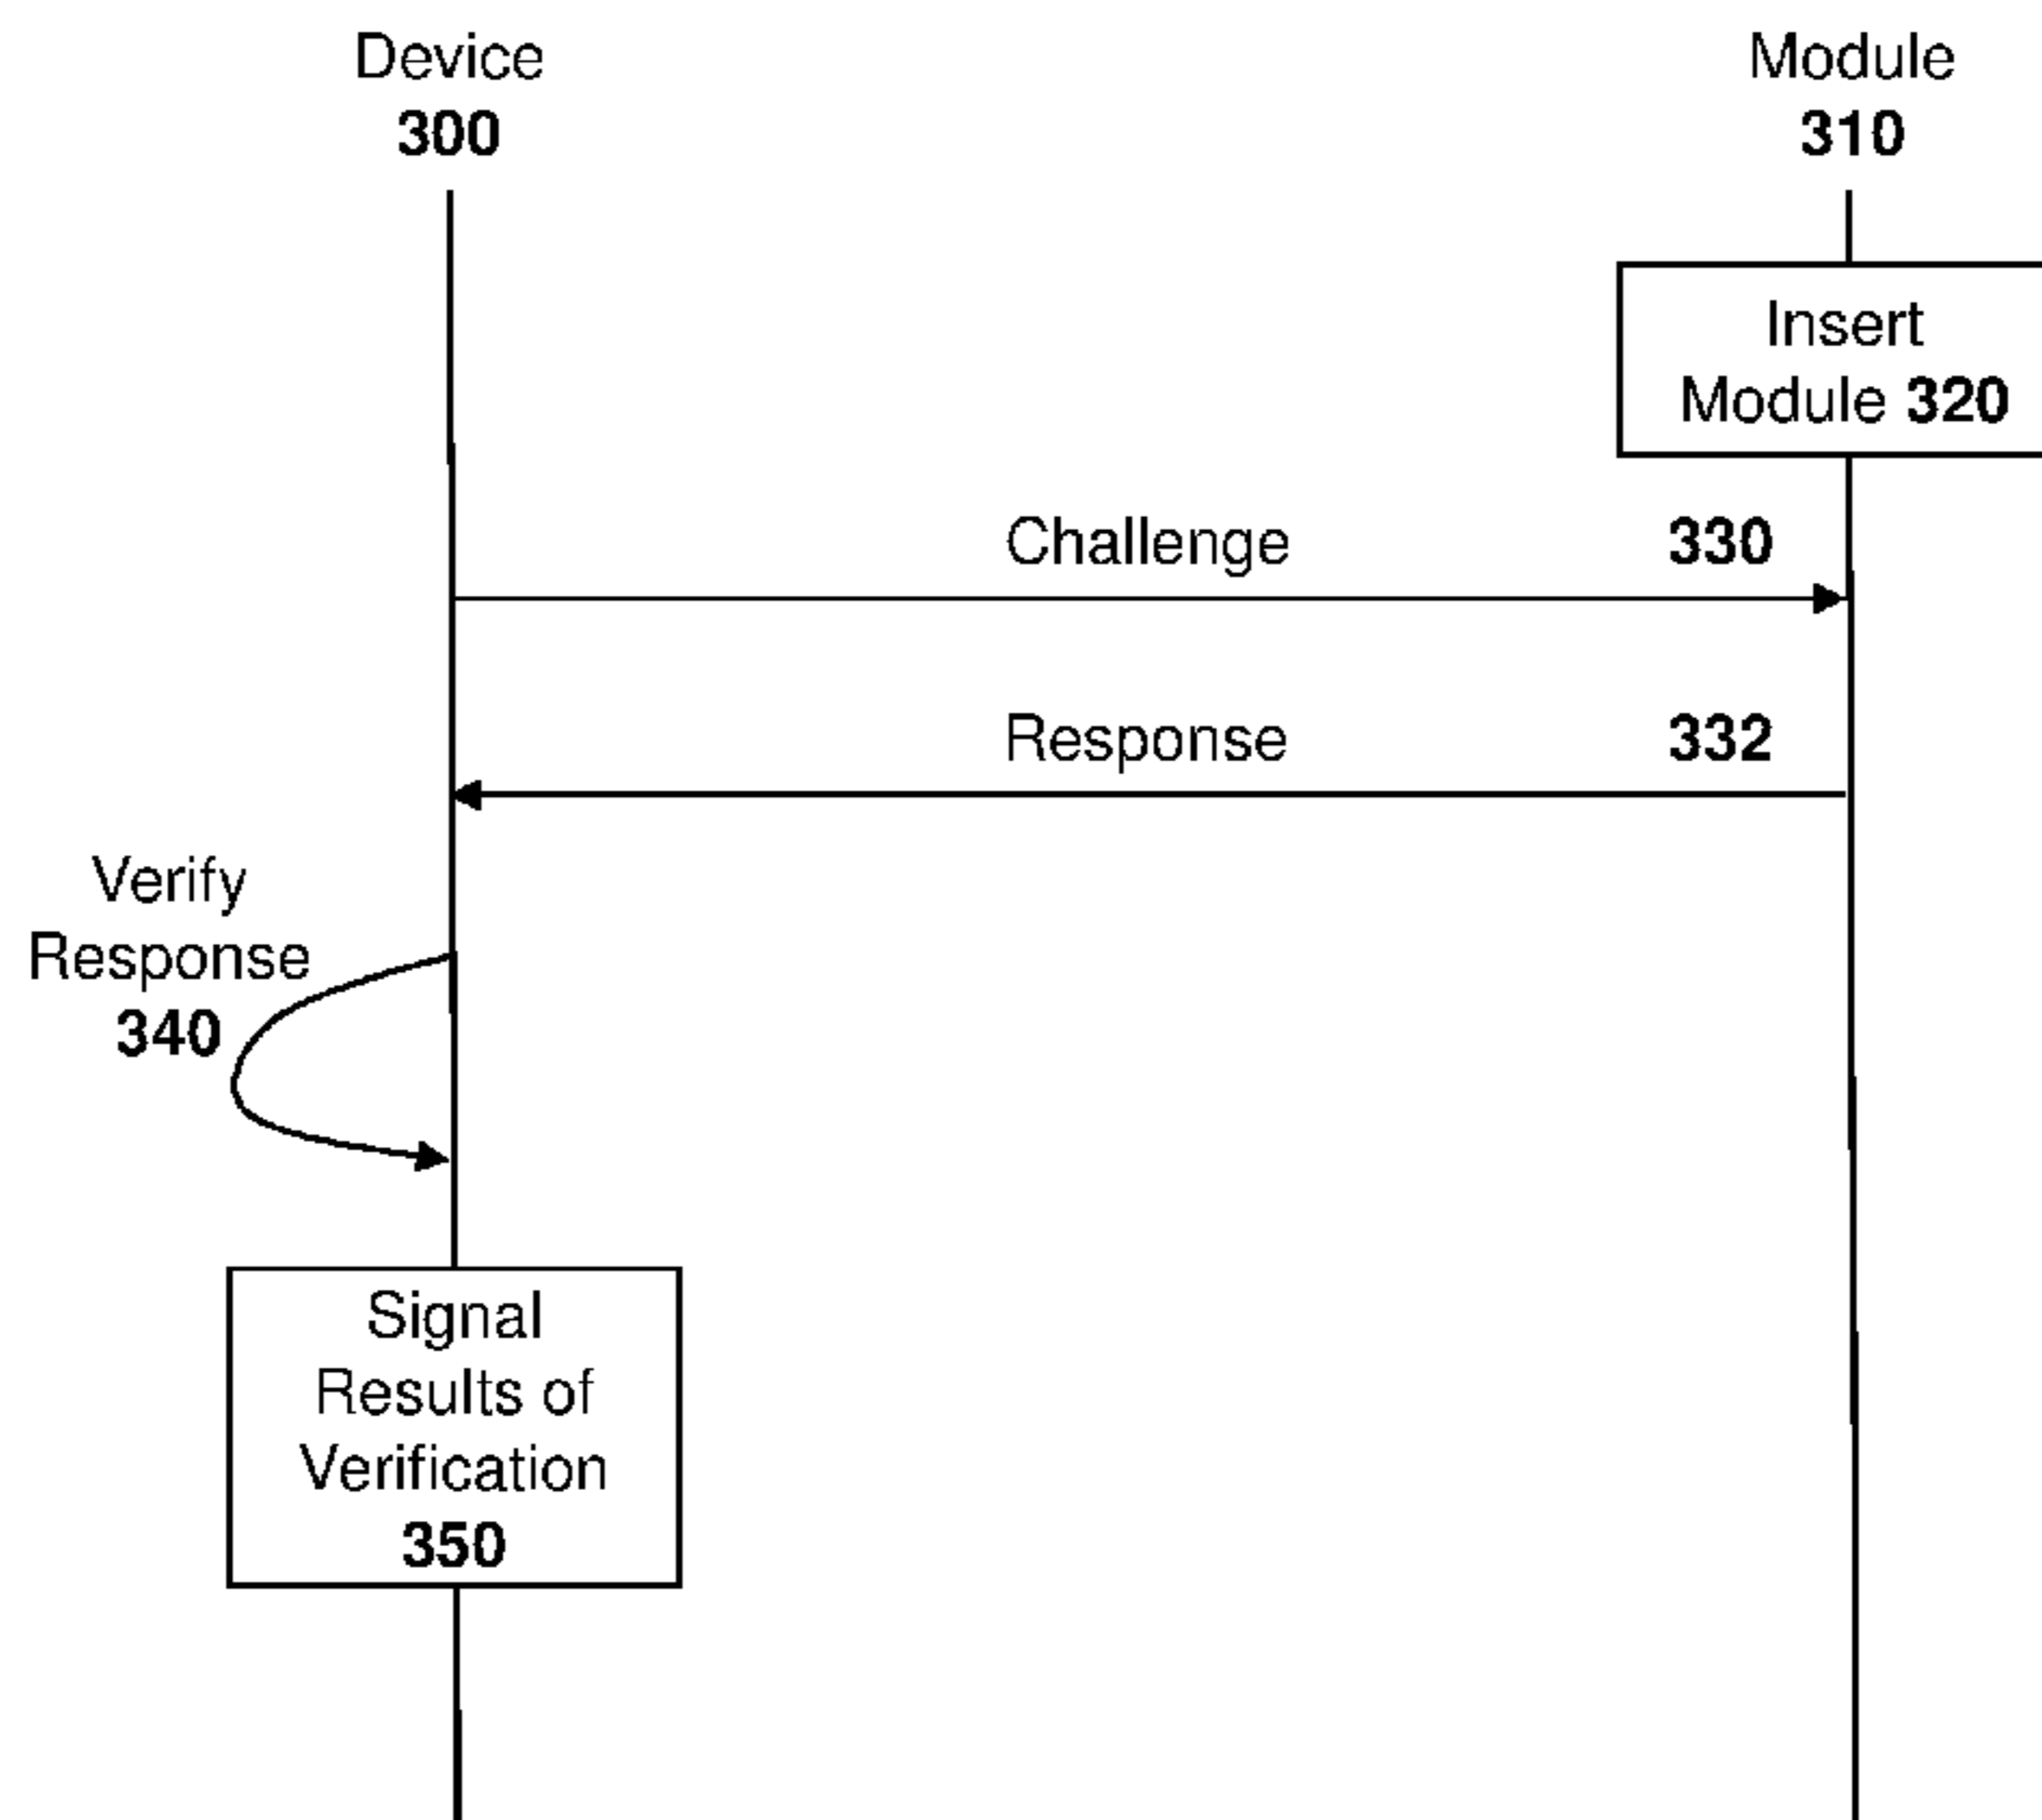 Device
300
Module
310
Insert
Module 320
Challenge 330
Response 332
Verify
Response
340
Signal
Results of
Verification
350